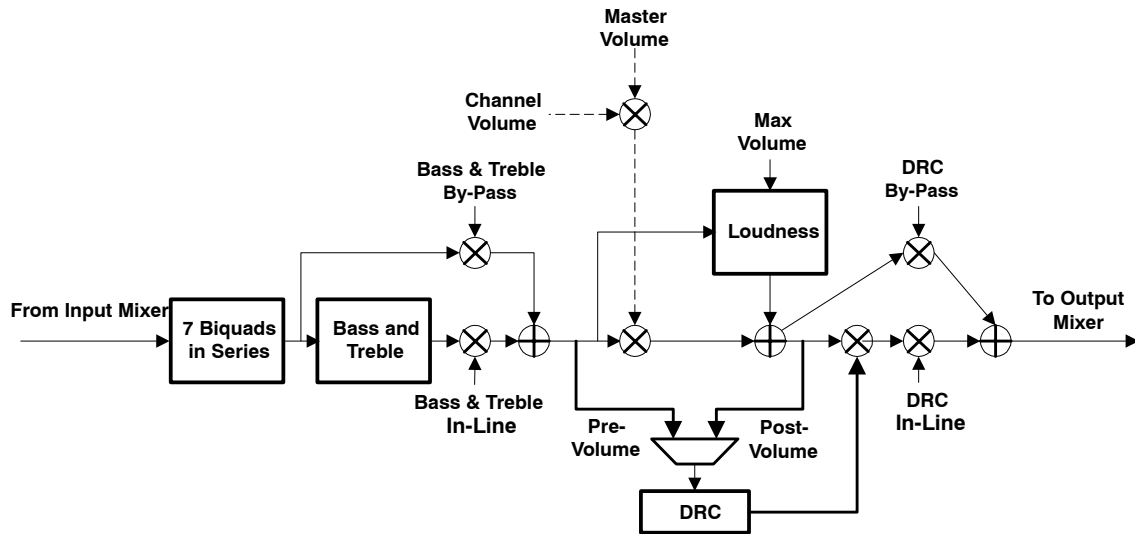 Master
Volume
Channel
Volume
Max
Volume
Bass & Treble
By-Pass
DRC
By-Pass
Loudness
From Input Mixer
7 Biquads
in Series
Bass and
Treble
To Output
Mixer
Bass & Treble
In-Line
DRC
In-Line
Pre-
Volume
Post-
Volume
DRC